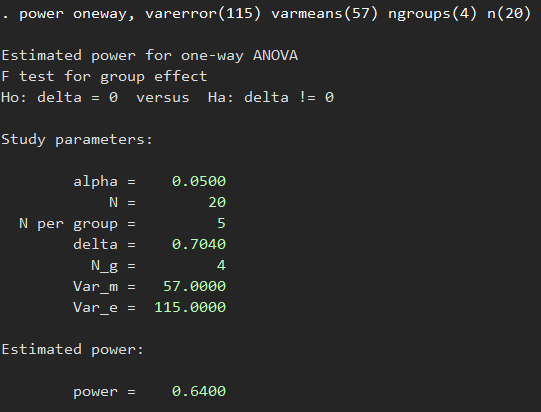 . power oneway, varerror(115) varmeans(57) ngroups(4) n(20)
Estimated power for one-way ANOVA
F test for group effect
Ho: delta = 0  versus  Ha: delta != 0
Study parameters:
alpha =    0.0500
N =        20
N per group =         5
delta =    0.7040
N_g =         4
Var_m =   57.0000
Var_e =  115.0000
Estimated power:
power =    0.6400